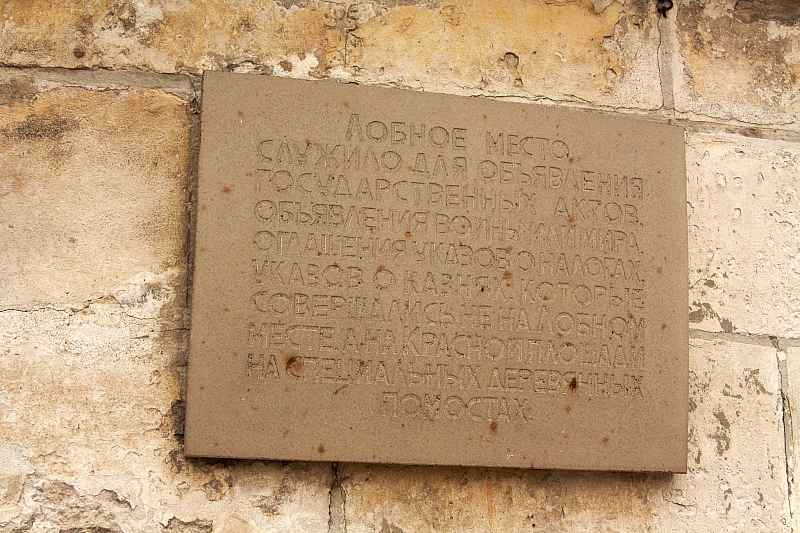 ЛОБНОЕ МЕСТО
СЛУЖИЛО ДЛЯ ОБЪЯВЛЕНИЯ
ГОСУДАРСТВЕННЫХ АКТОВ,
ОБЪЯВЛЕНИЯ ВОЙНЫ ИЛИ МИРА,
ОГЛАШЕНИЯ УКАЗОВ О НАЛОГАХ,
УКАЗОВ О КАЗНЯХ, КОТОРЫЕ
СОВЕРШАЛИСЬ НЕ НА ЛОБНОМ
МЕСТЕ, А НА КРАСНОЙ ПЛОЩАДИ
НА СПЕЦИАЛЬНЫХ ДЕРЕВЯННЫХ
ПОМОСТАХ.